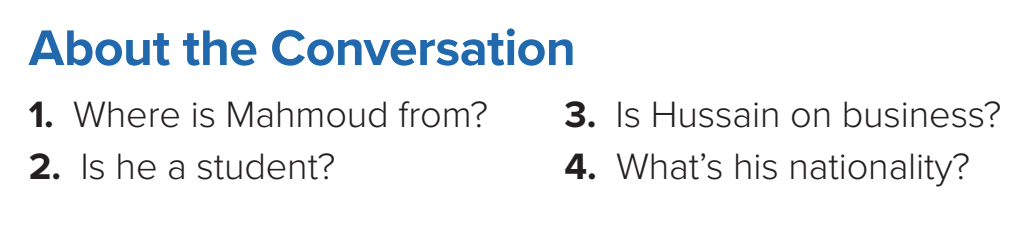 About the Conversation
1. Where is Mahmoud from?
2. Is he a student?
3. Is Hussain on business?
4. What’s his nationality?